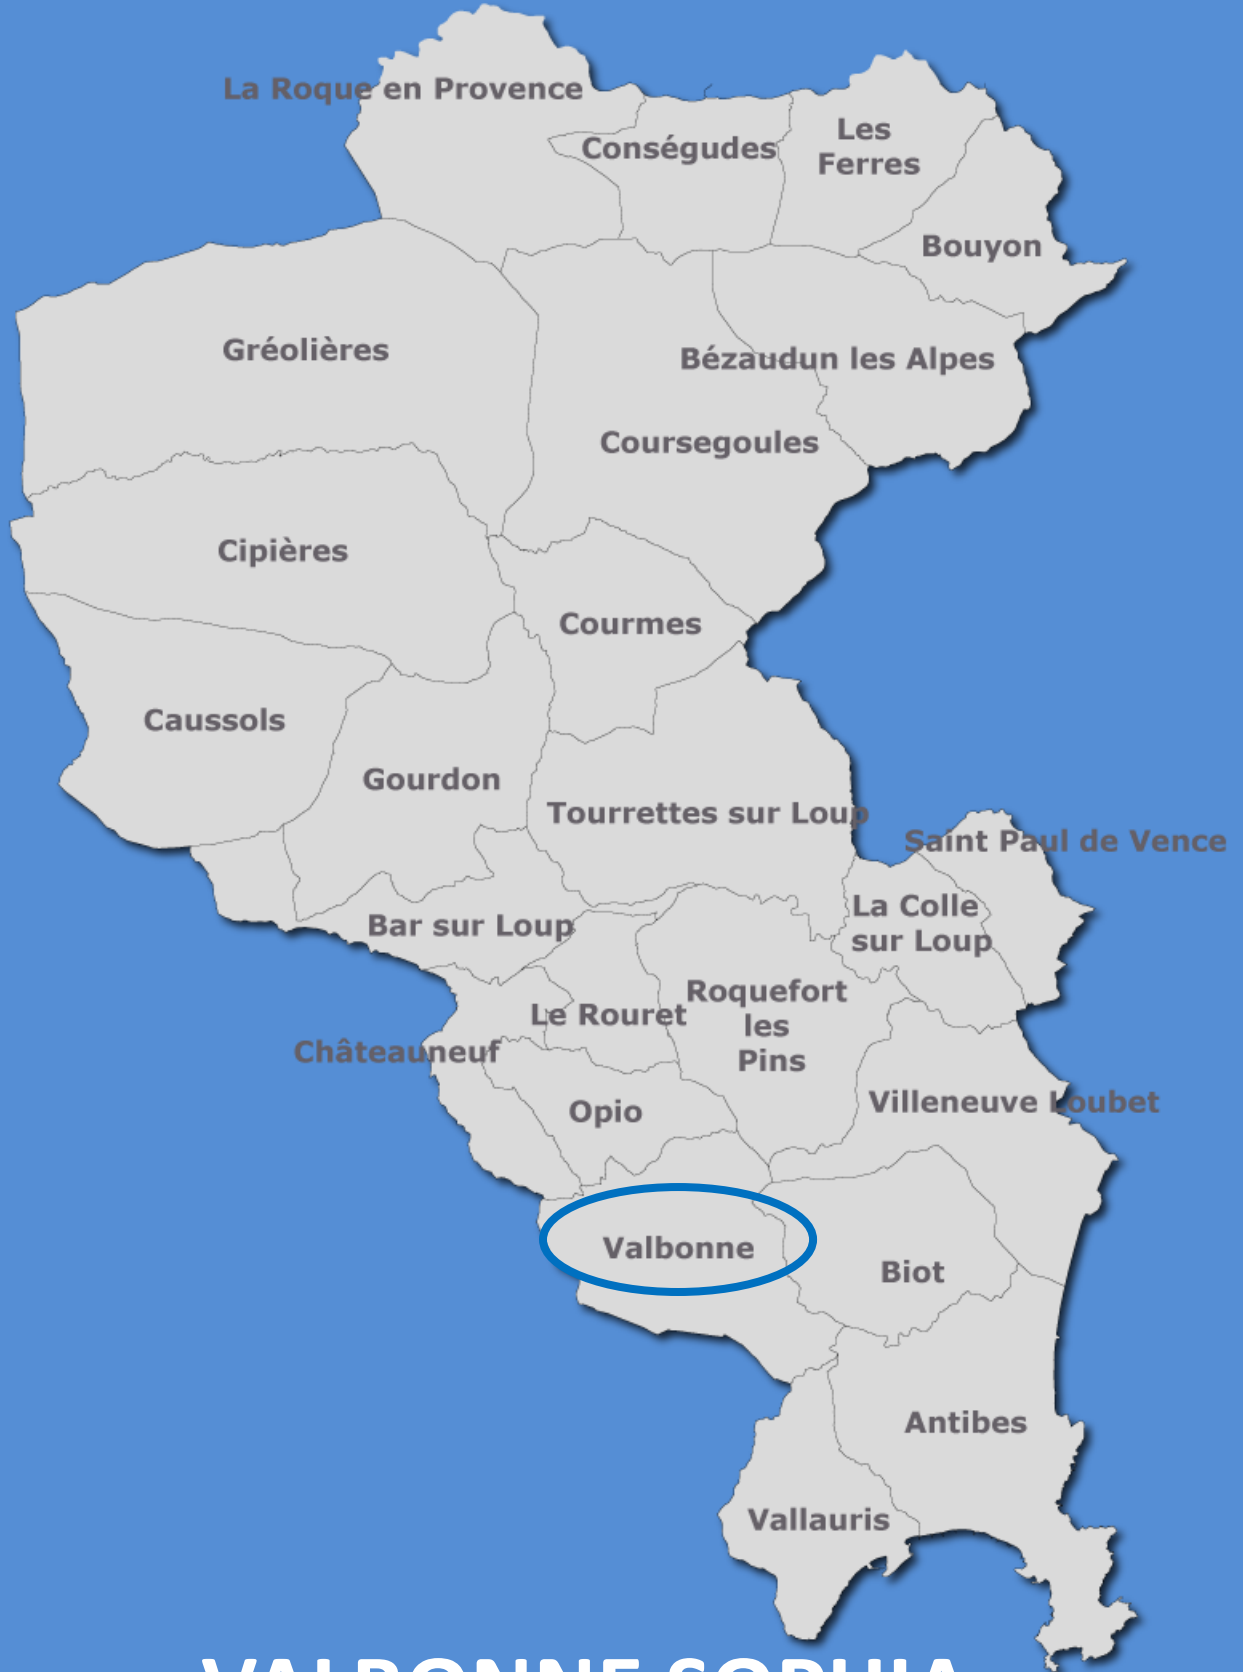 La Roque en Provence
Conségudes
Les
Ferres
Bouyon
Gréolières
Bézaudun les Alpes
Coursegoules
Cipières
Courmes
Caussols
Gourdon
Tourrettes sur Loup
Saint Paul de Vence
La Colle
sur Loup
Bar sur Loup
Roquefort
les
Pins
Le Rouret
Châteauneuf
Villeneuve Loubet
Opio
Valbonne
Biot
Antibes
Vallauris
VALBONNE SOPHIA